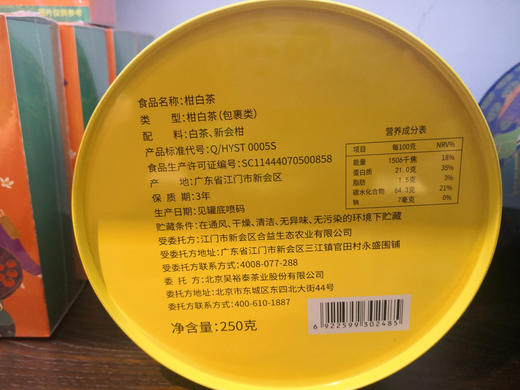 图片仅供参考
食品名称:柑白茶
类　　型:柑白茶(包裹类)
配　　料:白茶、新会柑
产品标准代号:Q/HYST 0005S
食品生产许可证编号:SC11444070500858
产　　地:广东省江门市新会区
保 质 期:3年
生产日期:见罐底喷码
贮藏条件:在通风、干燥、清洁、无异味、无污染的环境下贮藏
受委托方:江门市新会区合益生态农业有限公司
受委托方地址:广东省江门市新会区三江镇官田村永盛围铺
受委托方联系方式:4008-077-288
委 托 方:北京吴裕泰茶业股份有限公司
委托方地址:北京市东城区东四北大街44号
委托方联系方式:400-610-1887
净含量:250克
营养成分表
项目 每100克 NRV%
能量 1506千焦 18%
蛋白质 21.0克 35%
脂肪 1.5克 3%
碳水化合物 64.3克 21%
钠 7毫克 0%
6 922599 302485